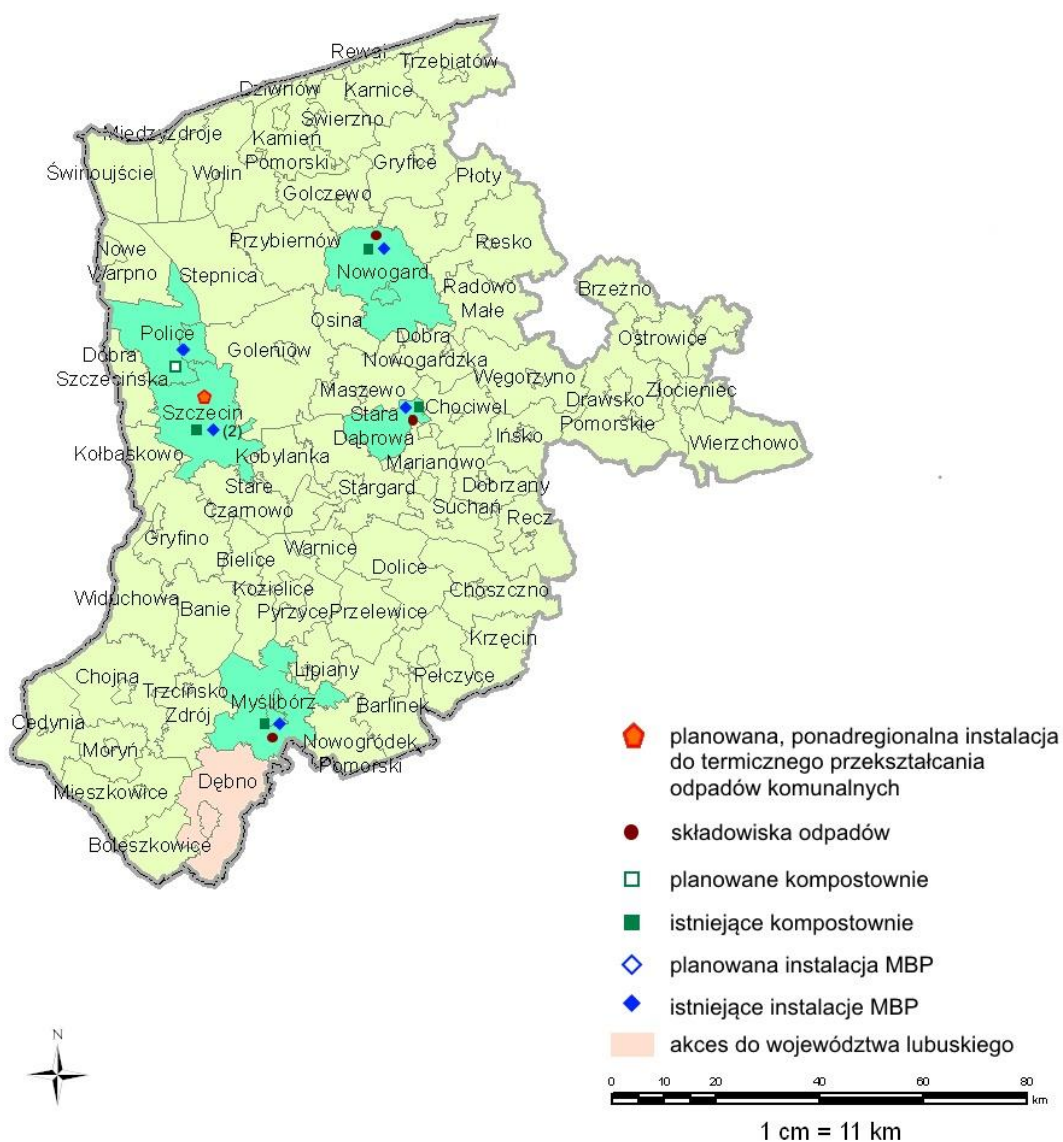 Rewal
Trzebiatów
Dziwnów
Karnice
Świerzno
Międzyzdroje
Kamień
Pomorski
Gryfice
Świnoujście
Wolin
Płoty
Golczewo
Przybiernów
Resko
Nowe
Warpno
Stepnica
Nowogard
Radowo
Małe
Brzeżno
Osina
Ostrowice
Police
Dobra
Szczecińska
Goleniów
Dobra
Nowogardzka
Węgorzyno
Złocieniec
Maszewo
Drawsko
Pomorskie
Szczecin
(2)
Stara
Dąbrowa
Chociwel
Ińsko
Wierzchowo
Kołbaskowo
Kobylanka
Marianowo
Stare
Czarnowo
Stargard
Dobrzany
Suchań
Recz
Gryfino
Warnice
Bielice
Dolice
Kozielice
Choszczno
Widuchowa
Banie
Pyrzyce
Przelewice
Krzęcin
Lipiany
Pełczyce
Chojna
Trzcińsko
Zdrój
Myślibórz
Barlinek
Cedynia
Moryń
Nowogródek
Pomorski
Dębno
Mieszkowice
Boleszkowice
planowana, ponadregionalna instalacja
do termicznego przekształcania
odpadów komunalnych
składowiska odpadów
planowane kompostownie
istniejące kompostownie
planowana instalacja MBP
istniejące instalacje MBP
akces do województwa lubuskiego
N
0 10 20 40 60 80
km
1 cm = 11 km